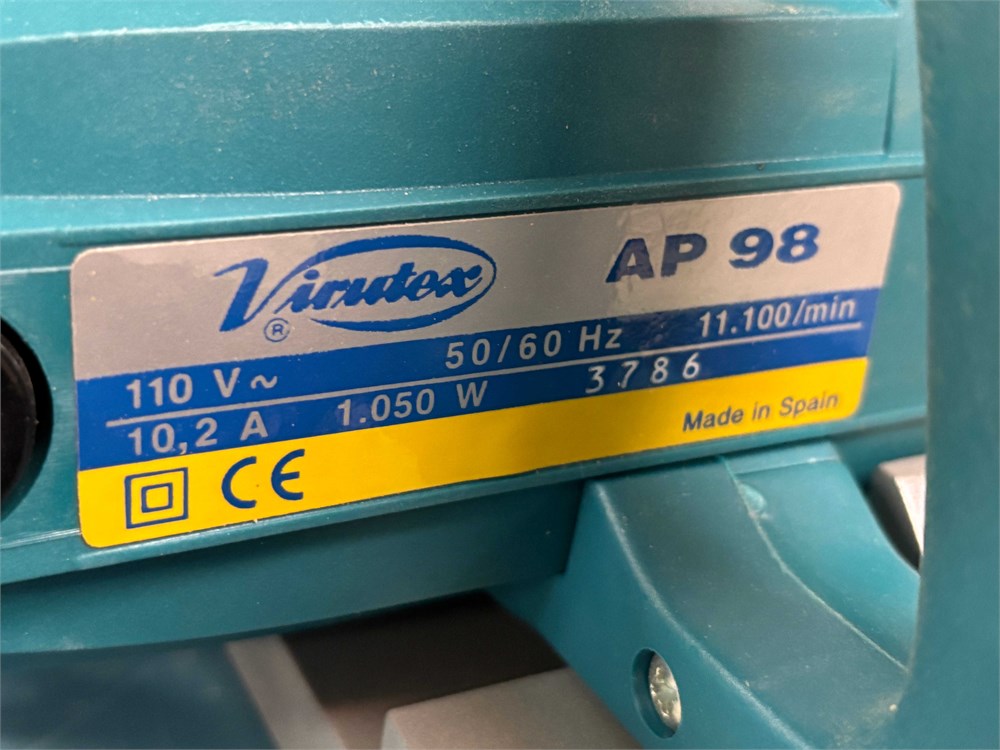 Virutex AP 98
®
110 V~ 50/60 Hz 11.100/min
10,2 A 1.050 W 3786
CE Made in Spain